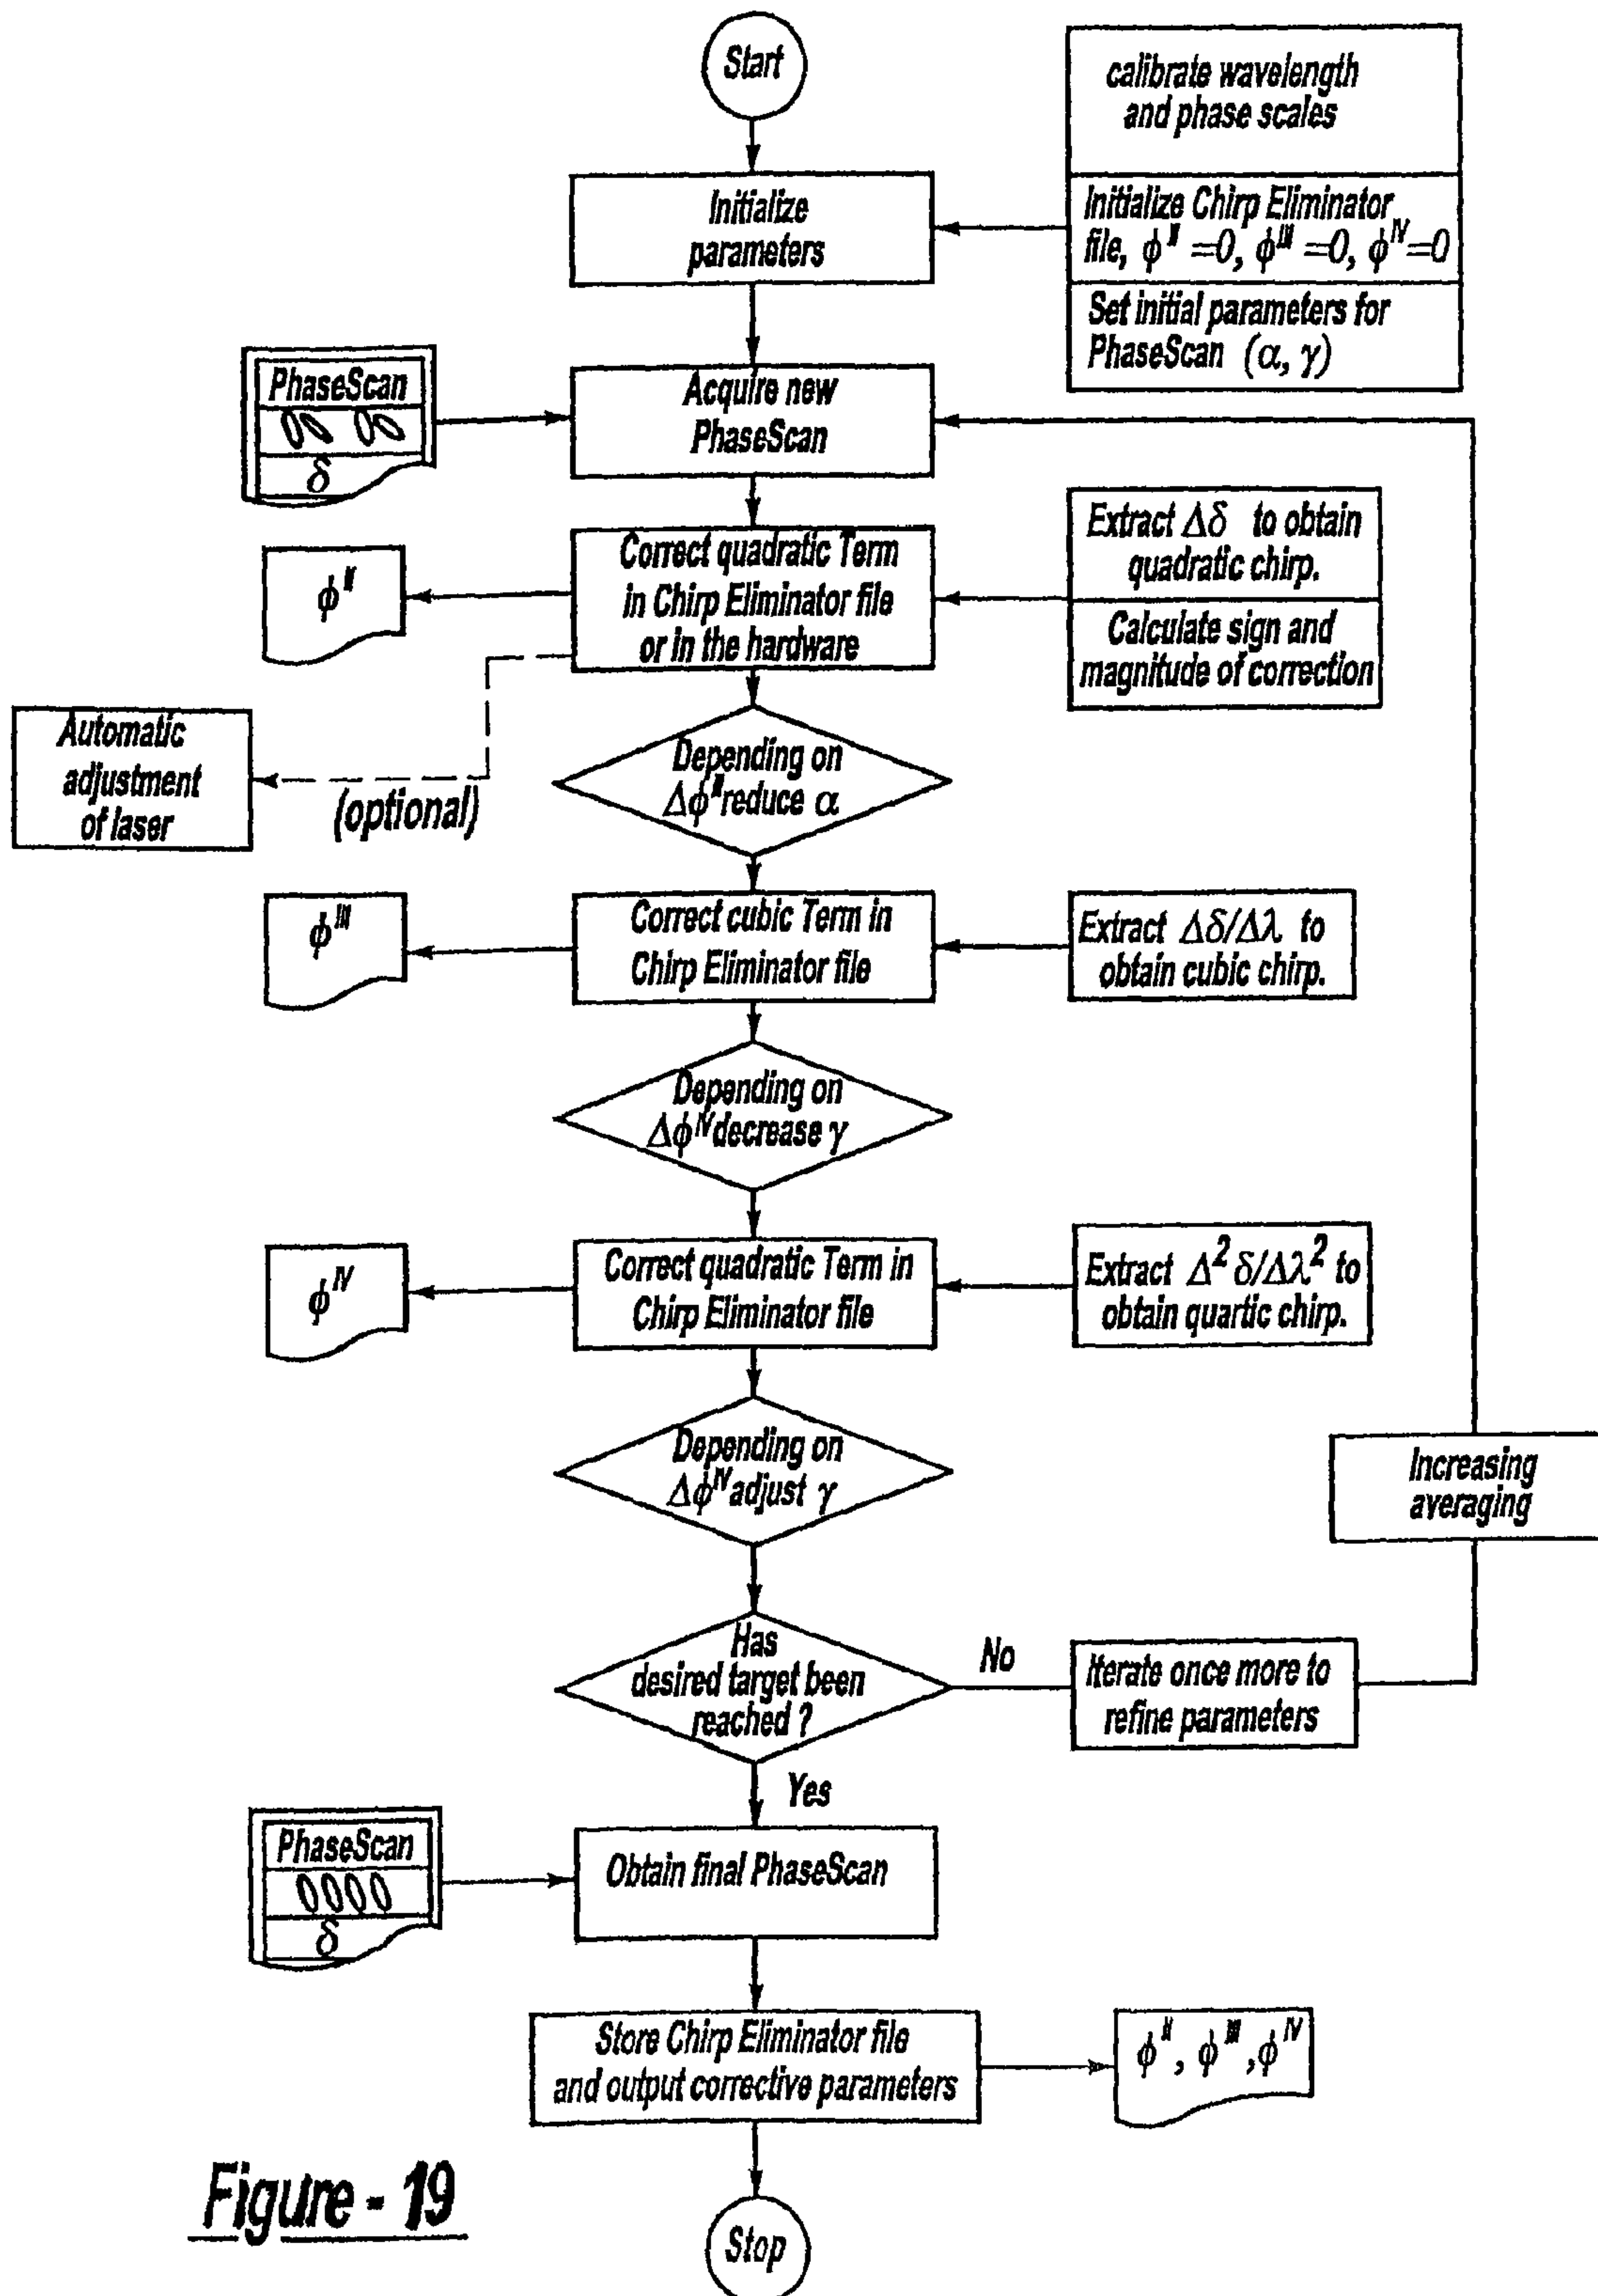 Start
calibrate wavelength
and phase scales
Initialize
parameters
Initialize Chirp Eliminator
file, ϕ^II =0, ϕ^III =0, ϕ^IV =0
Set initial parameters for
PhaseScan (α, γ)
PhaseScan
δ
Acquire new
PhaseScan
Correct quadratic Term
in Chirp Eliminator file
or in the hardware
Extract Δδ to obtain
quadratic chirp.
Calculate sign and
magnitude of correction
ϕ^II
Automatic
adjustment
of laser
(optional)
Depending on
Δϕ^II reduce α
ϕ^III
Correct cubic Term in
Chirp Eliminator file
Extract Δδ/Δλ to
obtain cubic chirp.
Depending on
Δϕ^IV decrease γ
ϕ^IV
Correct quadratic Term in
Chirp Eliminator file
Extract Δ² δ/Δλ² to
obtain quartic chirp.
Depending on
Δϕ^IV adjust γ
Increasing
averaging
Has
desired target been
reached ?
No
Iterate once more to
refine parameters
Yes
PhaseScan
δ
Obtain final PhaseScan
Store Chirp Eliminator file
and output corrective parameters
ϕ^II, ϕ^III, ϕ^IV
Figure - 19
Stop